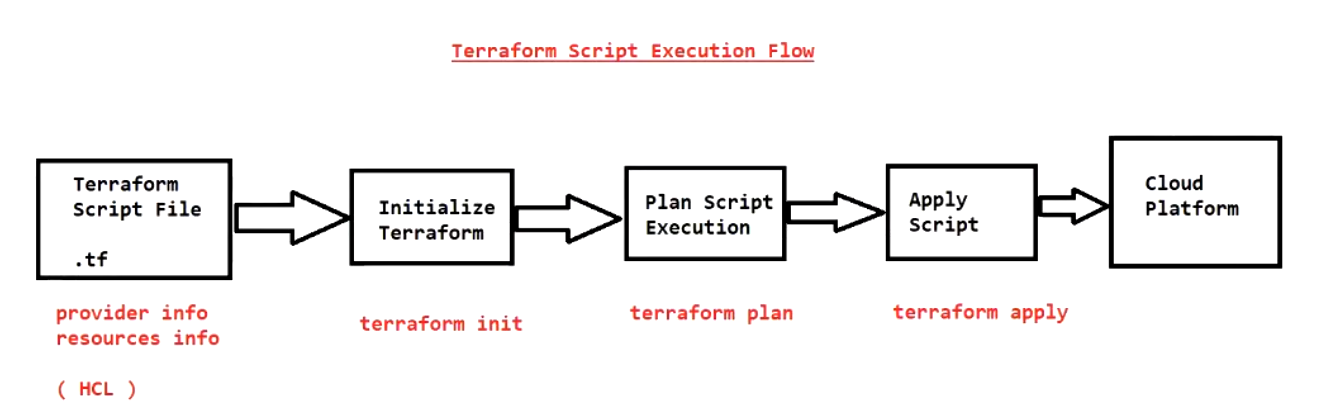 Terraform Script Execution Flow
Terraform
Script File
.tf
Initialize
Terraform
Plan Script
Execution
Apply
Script
Cloud
Platform
provider info
resources info
( HCL )
terraform init
terraform plan
terraform apply